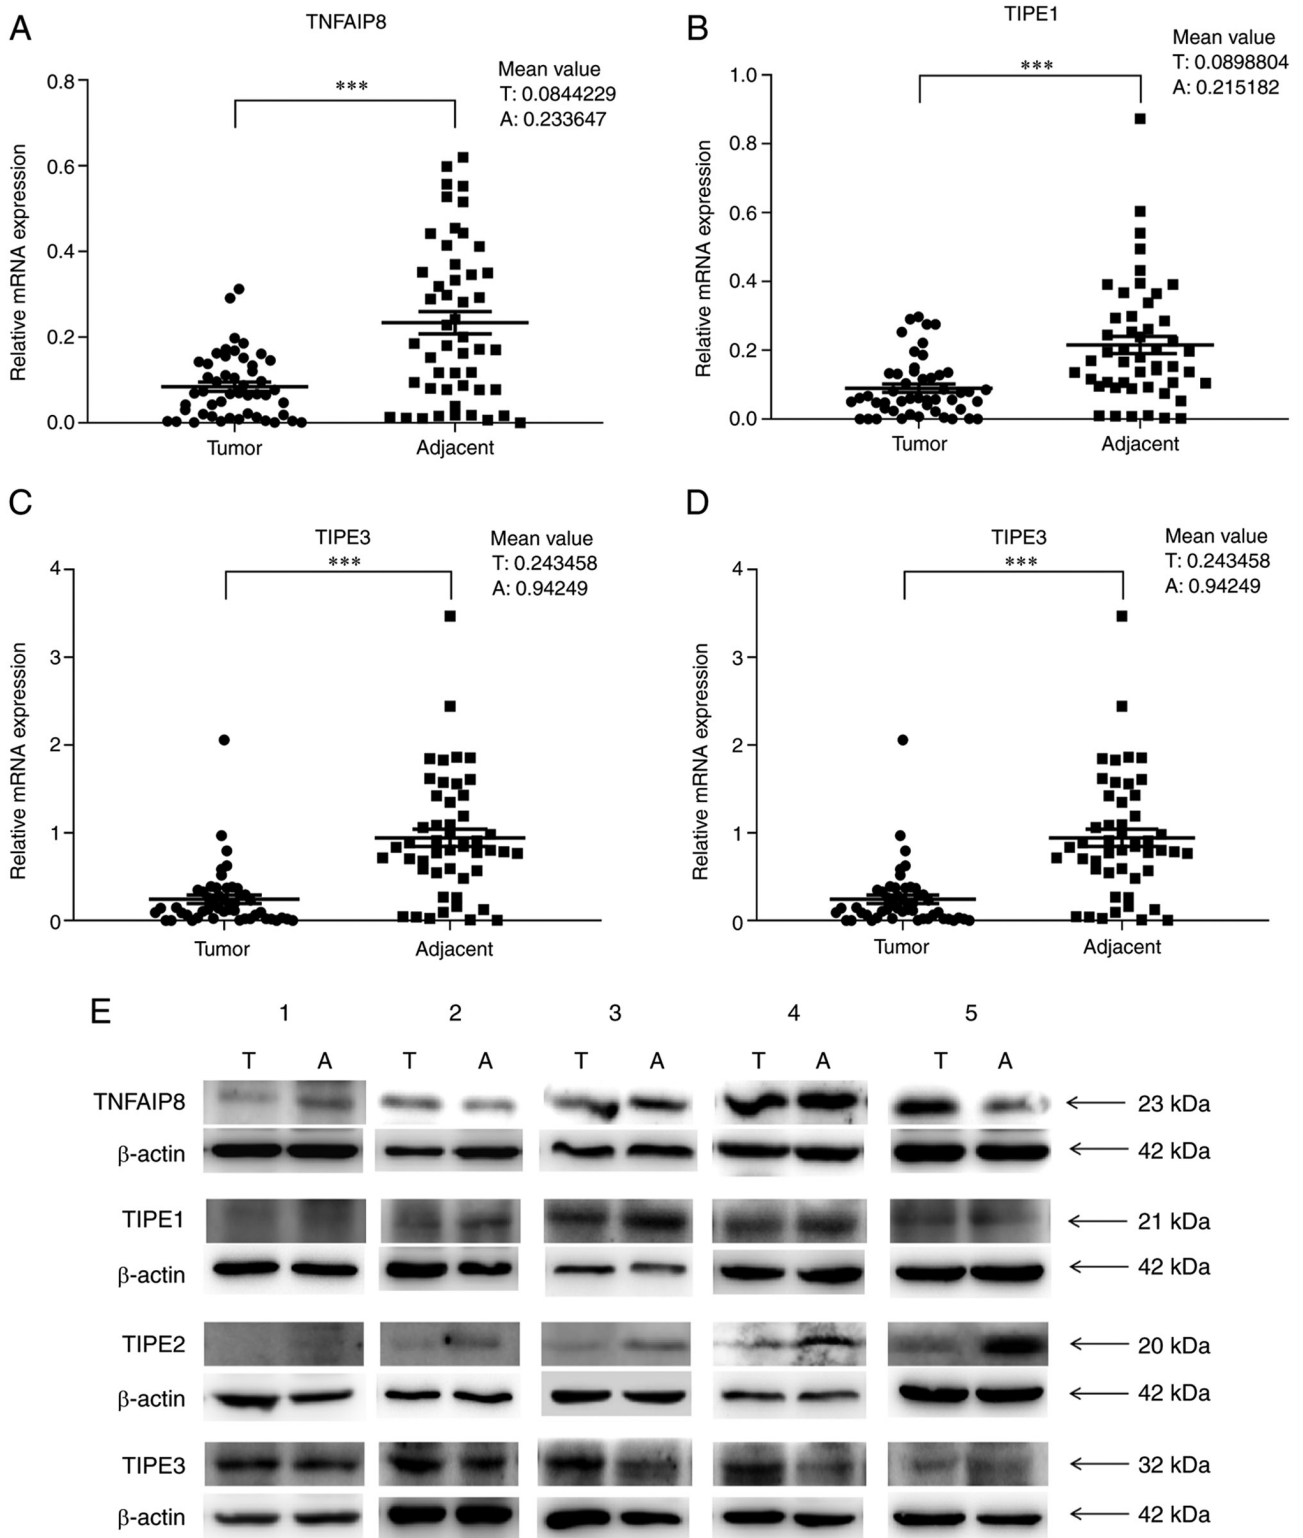 A
TNFAIP8
Mean value
T: 0.0844229
A: 0.233647
***
Relative mRNA expression
0.8
0.6
0.4
0.2
0.0
Tumor
Adjacent
B
TIPE1
Mean value
T: 0.0898804
A: 0.215182
***
Relative mRNA expression
1.0
0.8
0.6
0.4
0.2
0.0
Tumor
Adjacent
C
TIPE3
Mean value
T: 0.243458
A: 0.94249
***
Relative mRNA expression
4
3
2
1
0
Tumor
Adjacent
D
TIPE3
Mean value
T: 0.243458
A: 0.94249
***
Relative mRNA expression
4
3
2
1
0
Tumor
Adjacent
E
1 2 3 4 5
T A T A T A T A T A
TNFAIP8 23 kDa
β-actin 42 kDa
TIPE1 21 kDa
β-actin 42 kDa
TIPE2 20 kDa
β-actin 42 kDa
TIPE3 32 kDa
β-actin 42 kDa